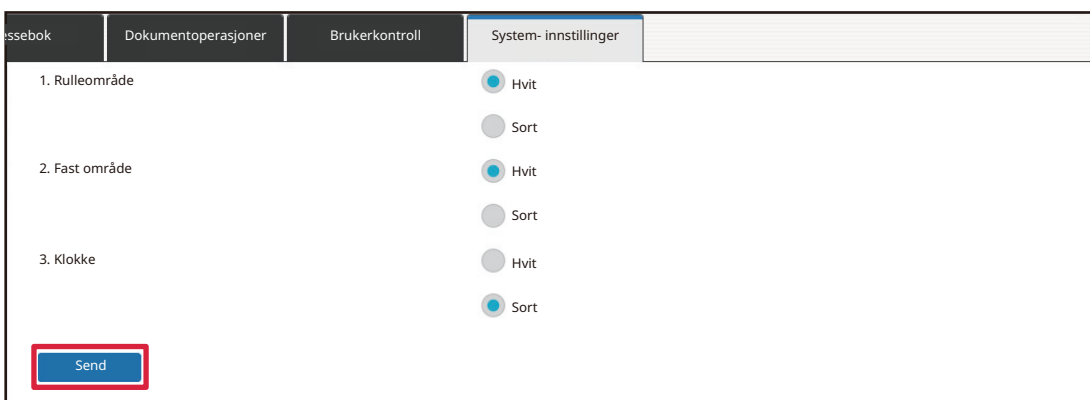 essebok Dokumentoperasjoner Brukerkontroll System- innstillinger
1. Rulleområde
Hvit
Sort
2. Fast område
Hvit
Sort
3. Klokke
Hvit
Sort
Send